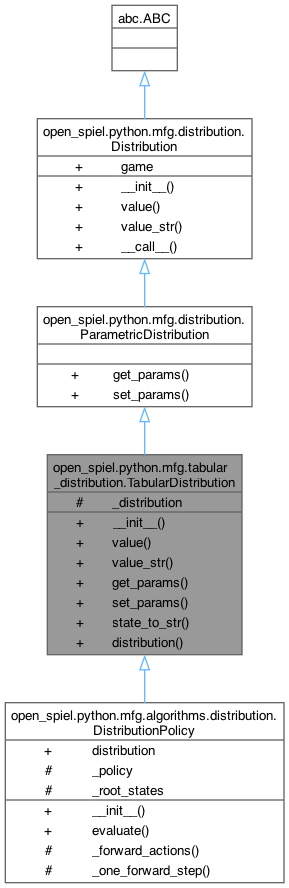 abc.ABC
open_spiel.python.mfg.distribution.
Distribution
+ game
+ __init__()
+ value()
+ value_str()
+ __call__()
open_spiel.python.mfg.distribution.
ParametricDistribution
+ get_params()
+ set_params()
open_spiel.python.mfg.tabular
_distribution.TabularDistribution
# _distribution
+ __init__()
+ value()
+ value_str()
+ get_params()
+ set_params()
+ state_to_str()
+ distribution()
open_spiel.python.mfg.algorithms.distribution.
DistributionPolicy
+ distribution
# _policy
# _root_states
+ __init__()
+ evaluate()
# _forward_actions()
# _one_forward_step()